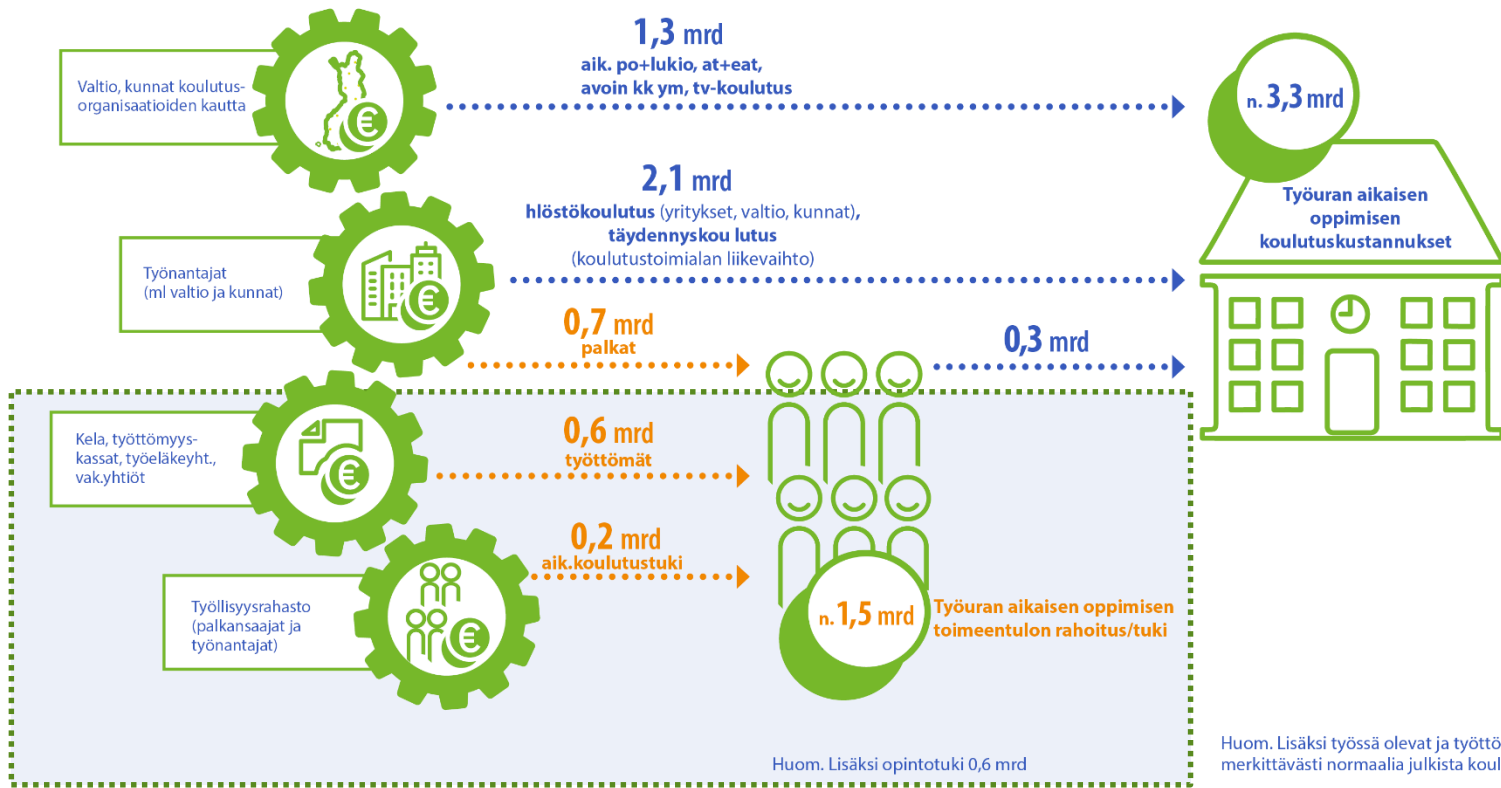 1,3 mrd
aik. po+lukio, at+eat,
avoin kk ym, tv-koulutus
Valtio, kunnat koulutus-
organisaatioiden kautta
n. 3,3 mrd
2,1 mrd
hlöstökoulutus (yritykset, valtio, kunnat),
täydennyskou lutus
(koulutustoimialan liikevaihto)
Työuran aikaisen
oppimisen
koulutuskustannukset
Työnantajat
(ml valtio ja kunnat)
0,7 mrd
palkat
0,3 mrd
Kela, työttömyys-
kassat, työeläkeyht.,
vak.yhtiöt
0,6 mrd
työttömät
0,2 mrd
aik.koulutustuki
Työllisyysrahasto
(palkansaajat ja
työnantajat)
n. 1,5 mrd
Työuran aikaisen oppimisen
toimeentulon rahoitus/tuki
Huom. Lisäksi opintotuki 0,6 mrd
Huom. Lisäksi työssä olevat ja työttö
merkittävästi normaalia julkista koul